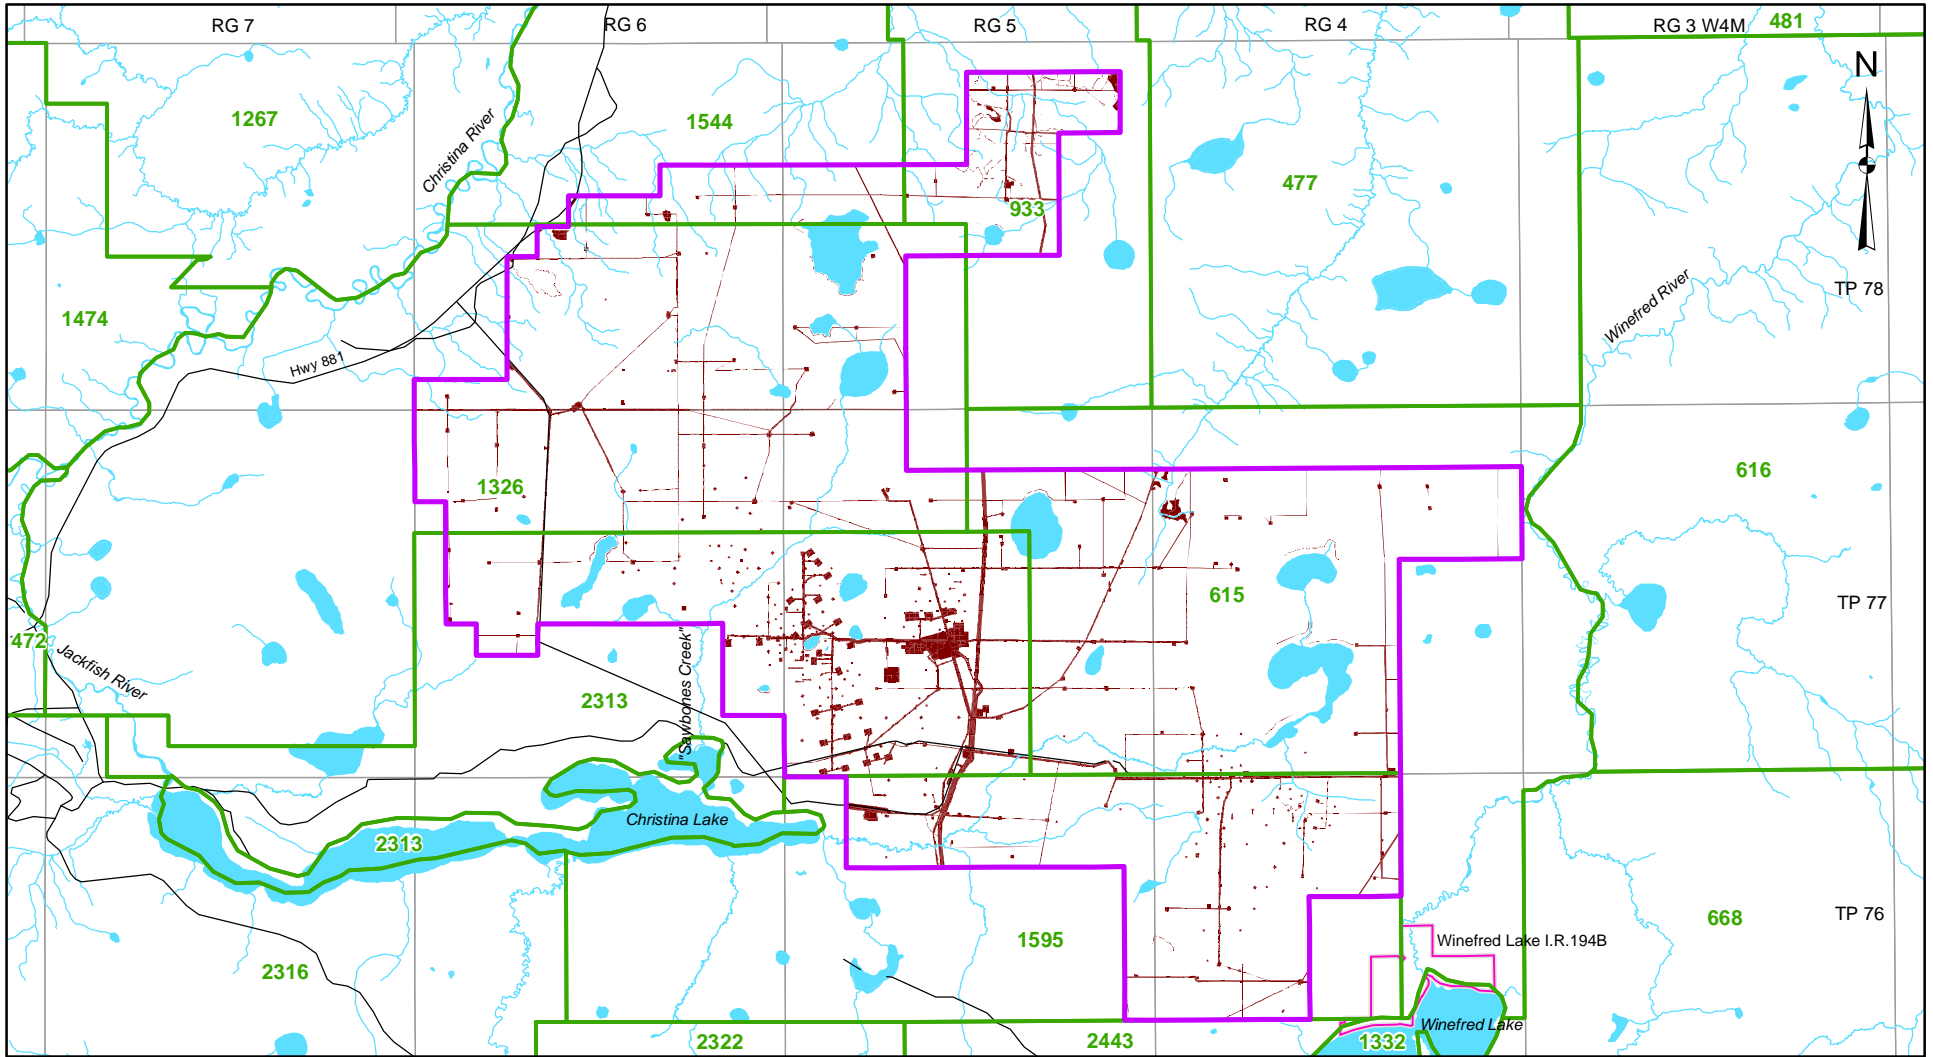 RG 7
RG 6
RG 5
RG 4
RG 3 W4M
481
N
1267
Christina River
1544
477
933
TP 78
1474
Winefred River
Hwy 881
616
1326
615
TP 77
472
Jackfish River
2313
"Sawbones Creek"
Christina Lake
2313
668
TP 76
1595
Winefred Lake I.R.194B
2316
Winefred Lake
2322
2443
1332